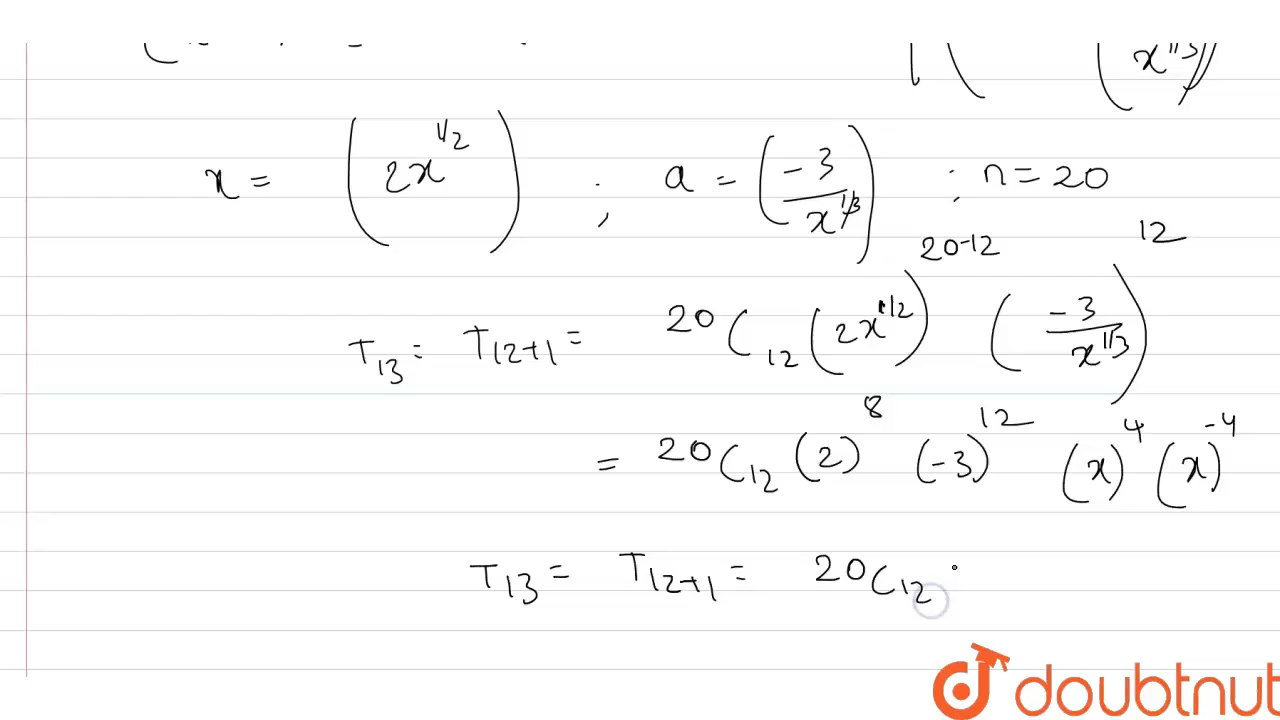 x^{1/3}
x = (2x^{1/2}) ; a = (-3/x^{1/3}) ; n = 20
T_{13} = T_{12+1} = 20C_{12} (2x^{1/2})^{20-12} (-3/x^{1/3})^{12}
= 20C_{12} (2)^8 (-3)^{12} (x)^4 (x)^{-4}
T_{13} = T_{12+1} = 20C_{12}
doubtnut